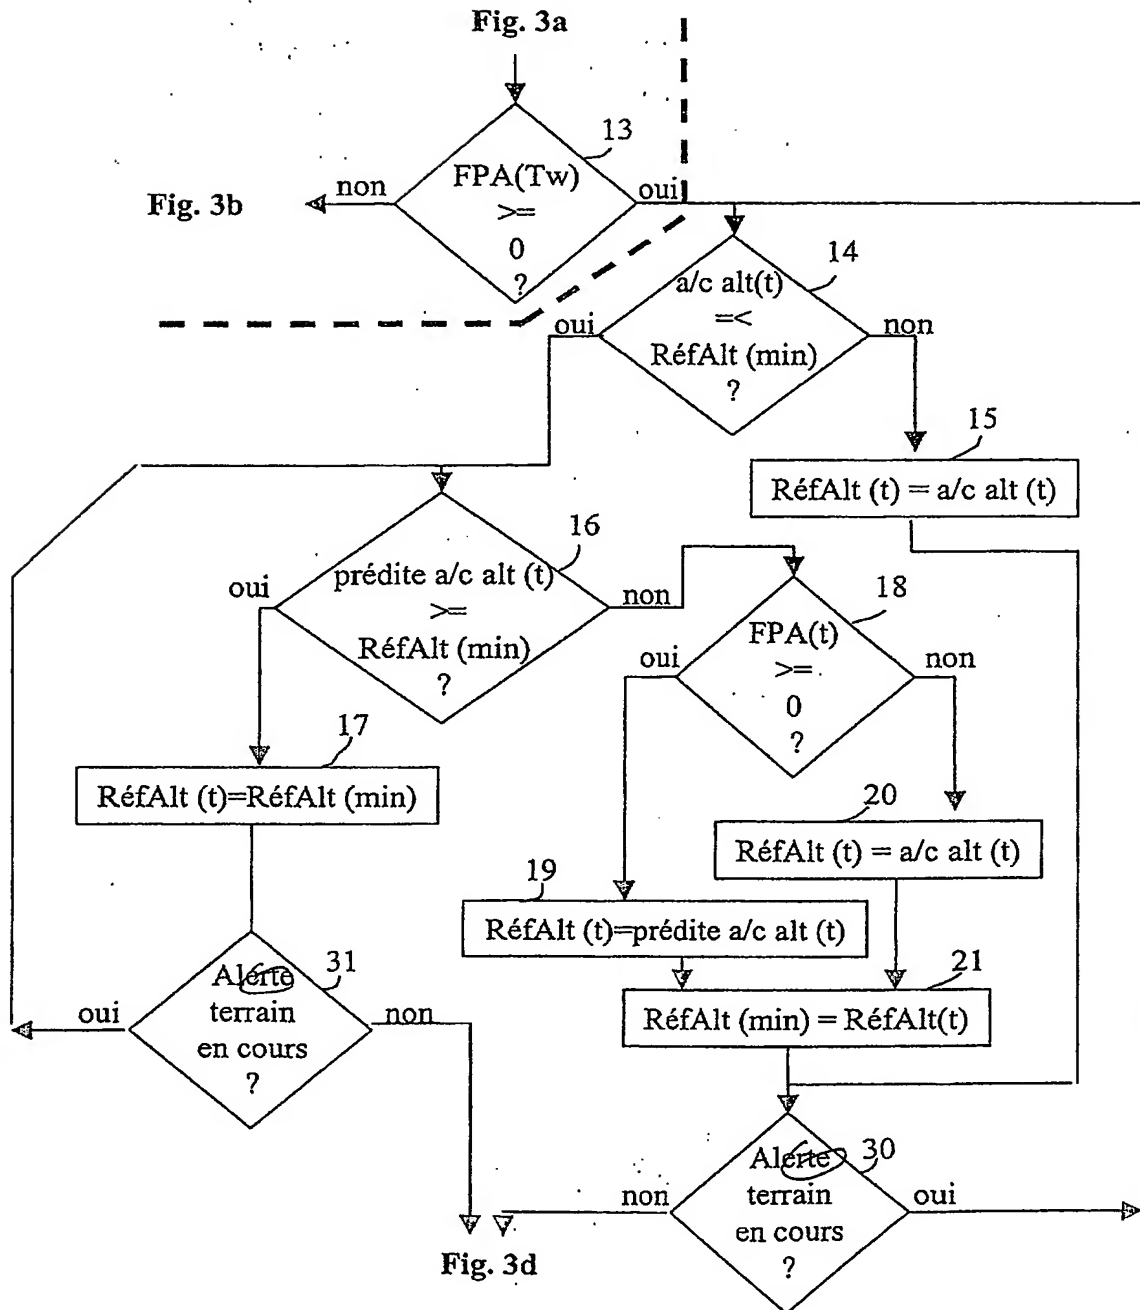 Fig. 3a
13
FPA(Tw)
>=
0
?
non
oui
Fig. 3b
14
a/c alt(t)
=<
RéfAlt (min)
?
oui
non
15
RéfAlt (t) = a/c alt (t)
16
prédite a/c alt (t)
>=
RéfAlt (min)
?
oui
non
18
FPA(t)
>=
0
?
oui
non
17
RéfAlt (t)=RéfAlt (min)
20
RéfAlt (t) = a/c alt (t)
19
RéfAlt (t)=prédite a/c alt (t)
21
RéfAlt (min) = RéfAlt(t)
31
Alerte
terrain
en cours
?
oui
non
30
Alerte
terrain
en cours
?
non
oui
Fig. 3d